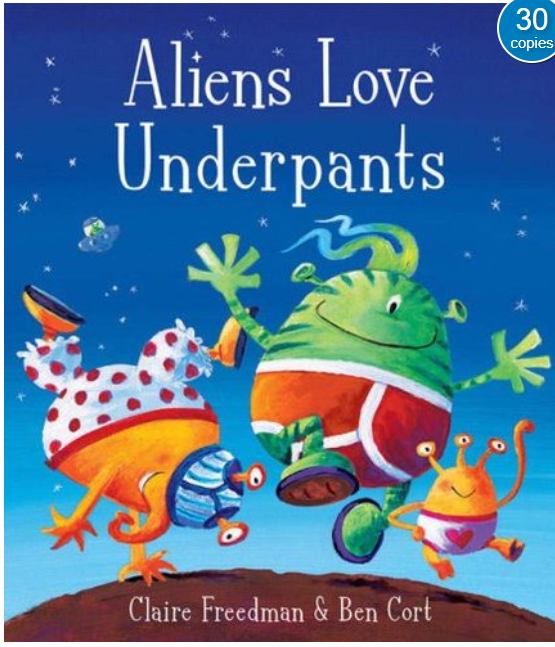 30
copies
Aliens Love
Underpants
Claire Freedman & Ben Cort